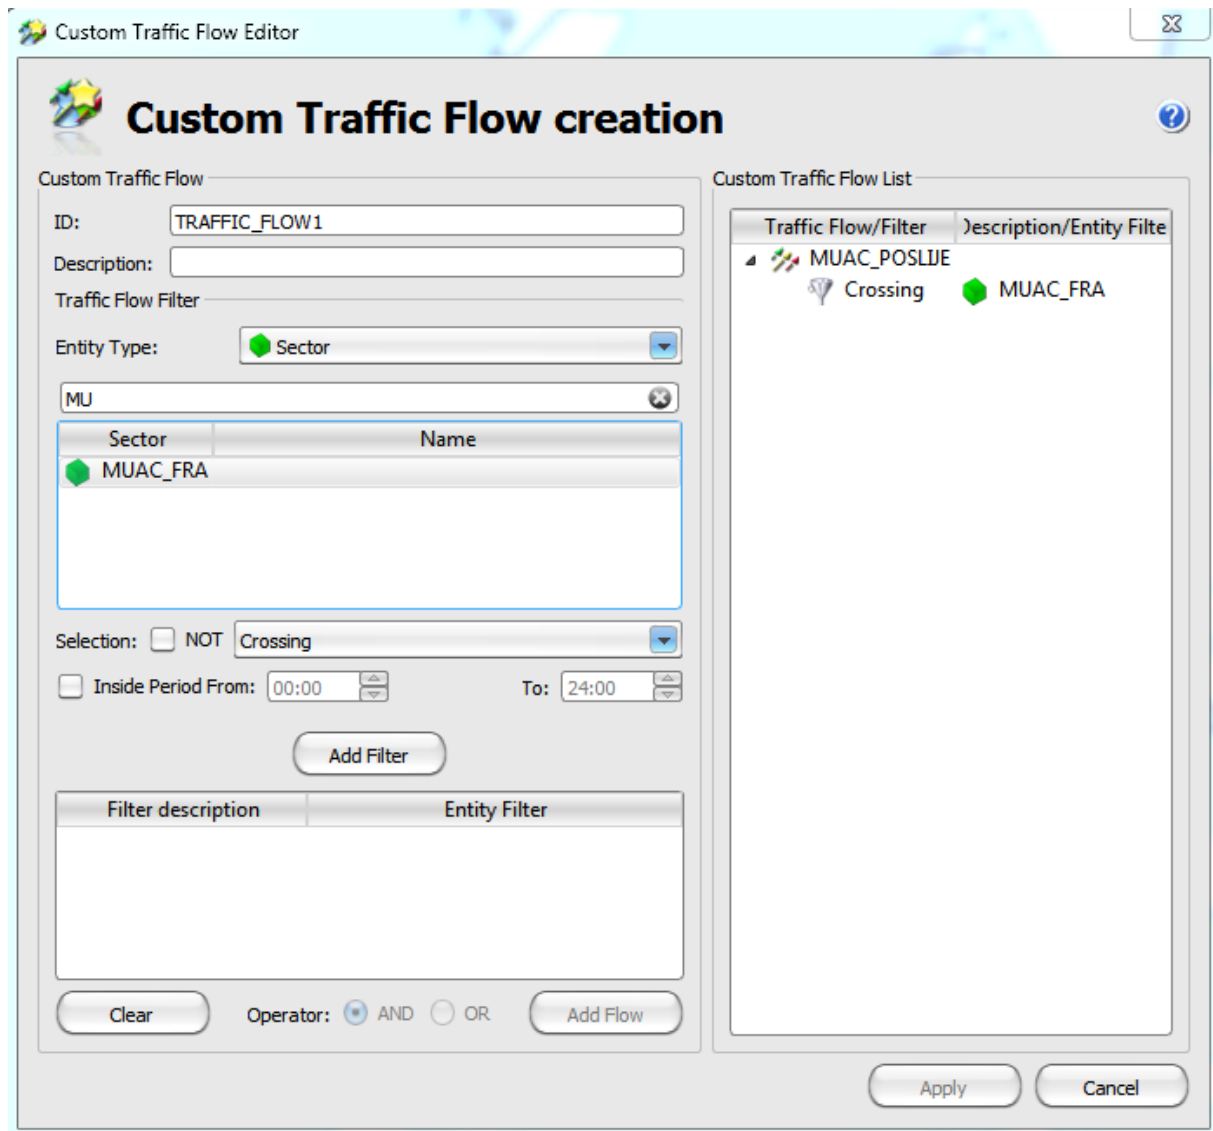 Custom Traffic Flow Editor
Custom Traffic Flow creation
Custom Traffic Flow
ID: TRAFFIC_FLOW1
Description:
Traffic Flow Filter
Entity Type: Sector
MU
Sector Name
MUAC_FRA
Selection: NOT Crossing
Inside Period From: 00:00 To: 24:00
Add Filter
Filter description Entity Filter
Clear Operator: AND OR Add Flow
Custom Traffic Flow List
Traffic Flow/Filter Description/Entity Filte
MUAC_POSLIJE
Crossing MUAC_FRA
Apply Cancel